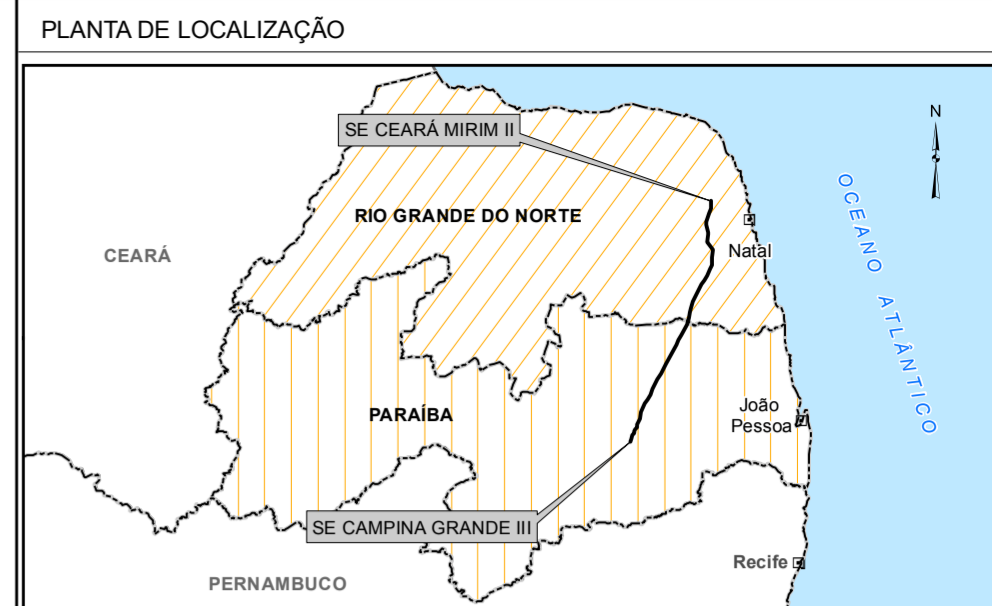 PLANTA DE LOCALIZAÇÃO
SE CEARÁ MIRIM II
N
RIO GRANDE DO NORTE
CEARÁ
Natal
OCEANO ATLÂNTICO
PARAÍBA
João
Pessoa
SE CAMPINA GRANDE III
Recife
PERNAMBUCO